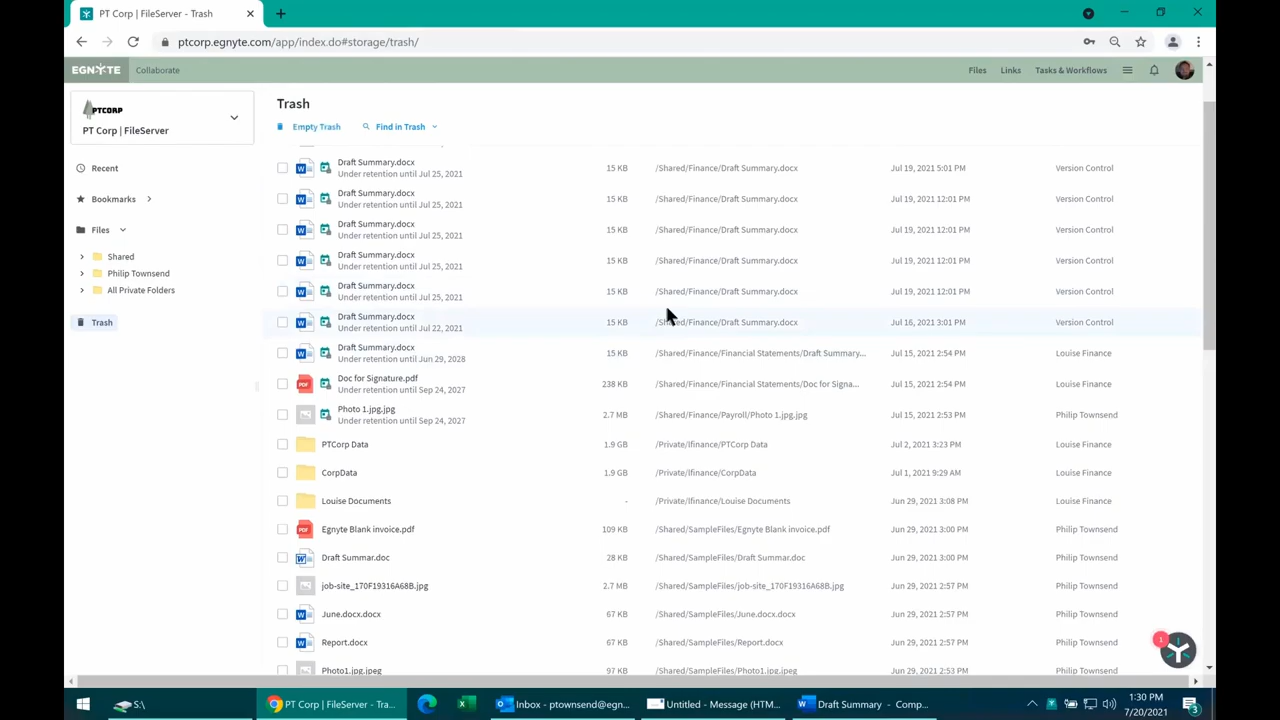 PT Corp | FileServer - Trash
ptcorp.egnyte.com/app/index.do#storage/trash/
EGNYTE Collaborate Files Links Tasks & Workflows
PTCORP
PT Corp | FileServer
Recent
Bookmarks
Files
Shared
Philip Townsend
All Private Folders
Trash
Trash
Empty Trash Find in Trash
Draft Summary.docx
Under retention until Jul 25, 2021
15 KB /Shared/Finance/Draft Summary.docx Jul 19, 2021 5:01 PM Version Control
Draft Summary.docx
Under retention until Jul 25, 2021
15 KB /Shared/Finance/Draft Summary.docx Jul 19, 2021 12:01 PM Version Control
Draft Summary.docx
Under retention until Jul 25, 2021
15 KB /Shared/Finance/Draft Summary.docx Jul 19, 2021 12:01 PM Version Control
Draft Summary.docx
Under retention until Jul 25, 2021
15 KB /Shared/Finance/Draft Summary.docx Jul 19, 2021 12:01 PM Version Control
Draft Summary.docx
Under retention until Jul 25, 2021
15 KB /Shared/Finance/Draft Summary.docx Jul 19, 2021 12:01 PM Version Control
Draft Summary.docx
Under retention until Jul 22, 2021
15 KB /Shared/Finance/Draft Summary.docx Jul 16, 2021 3:01 PM Version Control
Draft Summary.docx
Under retention until Jun 29, 2028
15 KB /Shared/Finance/Financial Statements/Draft Summary... Jul 15, 2021 2:54 PM Louise Finance
Doc for Signature.pdf
Under retention until Sep 24, 2027
238 KB /Shared/Finance/Financial Statements/Doc for Signa... Jul 15, 2021 2:54 PM Louise Finance
Photo 1.jpg.jpg
Under retention until Sep 24, 2027
2.7 MB /Shared/Finance/Payroll/Photo 1.jpg.jpg Jul 15, 2021 2:53 PM Philip Townsend
PTCorp Data 1.9 GB /Private/lfinance/PTCorp Data Jul 2, 2021 3:23 PM Louise Finance
CorpData 1.9 GB /Private/lfinance/CorpData Jul 1, 2021 9:29 AM Louise Finance
Louise Documents - /Private/lfinance/Louise Documents Jun 29, 2021 3:08 PM Louise Finance
Egnyte Blank invoice.pdf 109 KB /Shared/SampleFiles/Egnyte Blank invoice.pdf Jun 29, 2021 3:00 PM Philip Townsend
Draft Summar.doc 28 KB /Shared/SampleFiles/Draft Summar.doc Jun 29, 2021 3:00 PM Philip Townsend
job-site_170F19316A68B.jpg 2.7 MB /Shared/SampleFiles/job-site_170F19316A68B.jpg Jun 29, 2021 2:57 PM Philip Townsend
June.docx.docx 67 KB /Shared/SampleFiles/June.docx.docx Jun 29, 2021 2:57 PM Philip Townsend
Report.docx 67 KB /Shared/SampleFiles/Report.docx Jun 29, 2021 2:57 PM Philip Townsend
Photo1.jpg.jpeg 97 KB /Shared/SampleFiles/Photo1.jpg.jpeg Jun 29, 2021 2:53 PM Philip Townsend
1
S:\ PT Corp | FileServer - Tra... Inbox - ptownsend@egn... Untitled - Message (HTM... Draft Summary - Comp... 1:30 PM
7/20/2021